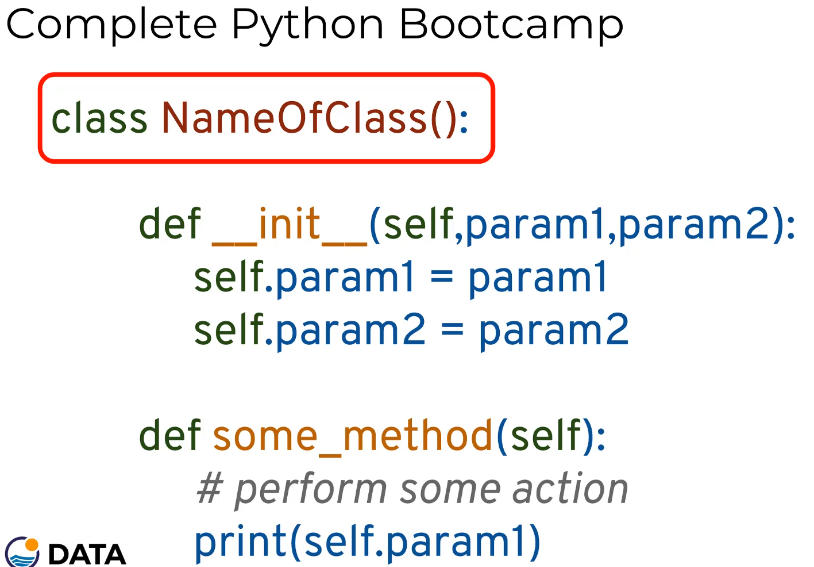 Complete Python Bootcamp
class NameOfClass():
def __init__(self,param1,param2):
self.param1 = param1
self.param2 = param2
def some_method(self):
# perform some action
print(self.param1)
DATA